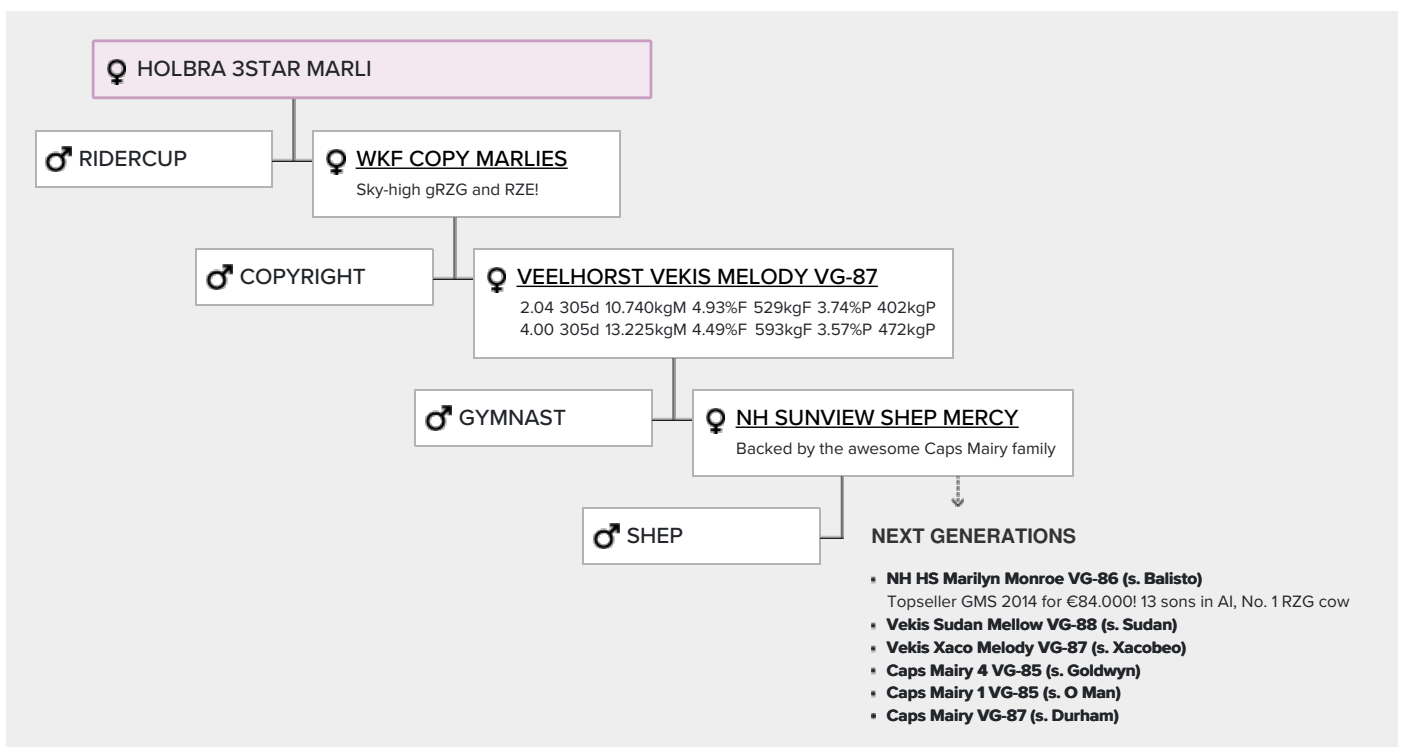 HOLBRA 3STAR MARLI
RIDERCUP
WKF COPY MARLIES
Sky-high gRZG and RZE!
COPYRIGHT
VEELHORST VEKIS MELODY VG-87
2.04 305d 10.740kgM 4.93%F 529kgF 3.74%P 402kgP
4.00 305d 13.225kgM 4.49%F 593kgF 3.57%P 472kgP
GYMNAST
NH SUNVIEW SHEP MERCY
Backed by the awesome Caps Mairy family
SHEP
NEXT GENERATIONS
NH HS Marilyn Monroe VG-86 (s. Balisto)
Topseller GMS 2014 for €84.000! 13 sons in AI, No. 1 RZG cow
Vekis Sudan Mellow VG-88 (s. Sudan)
Vekis Xaco Melody VG-87 (s. Xacobeo)
Caps Mairy 4 VG-85 (s. Goldwyn)
Caps Mairy 1 VG-85 (s. O Man)
Caps Mairy VG-87 (s. Durham)